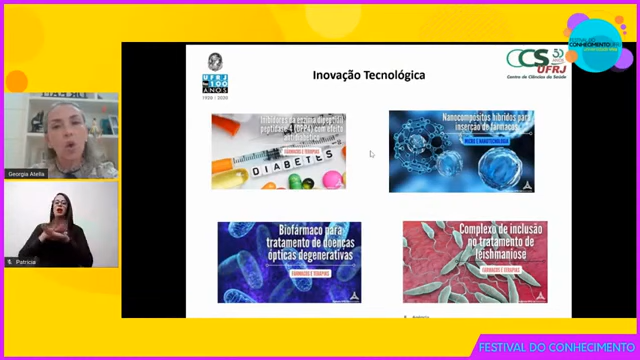 CONHECIMENTO
Inovação Tecnológica
UFRJ
100
ANOS
1920 - 2020
CCS
UFRJ
Centro de Ciências da Saúde
Inibidores da enzima dipeptidil
peptidase-4 (DPP4) com efeito
antidiabético
FÁRMACOS E TERAPIAS
DIABETES
Nanocompósitos híbridos para
inserção de fármacos
MICRO E NANOTECNOLOGIA
Georgia Atella
Biofármaco para
tratamento de doenças
ópticas degenerativas
FÁRMACOS E TERAPIAS
Complexo de inclusão
no tratamento de
leishmaniose
FÁRMACOS E TERAPIAS
Patrícia
FESTIVAL DO CONHECIMENTO